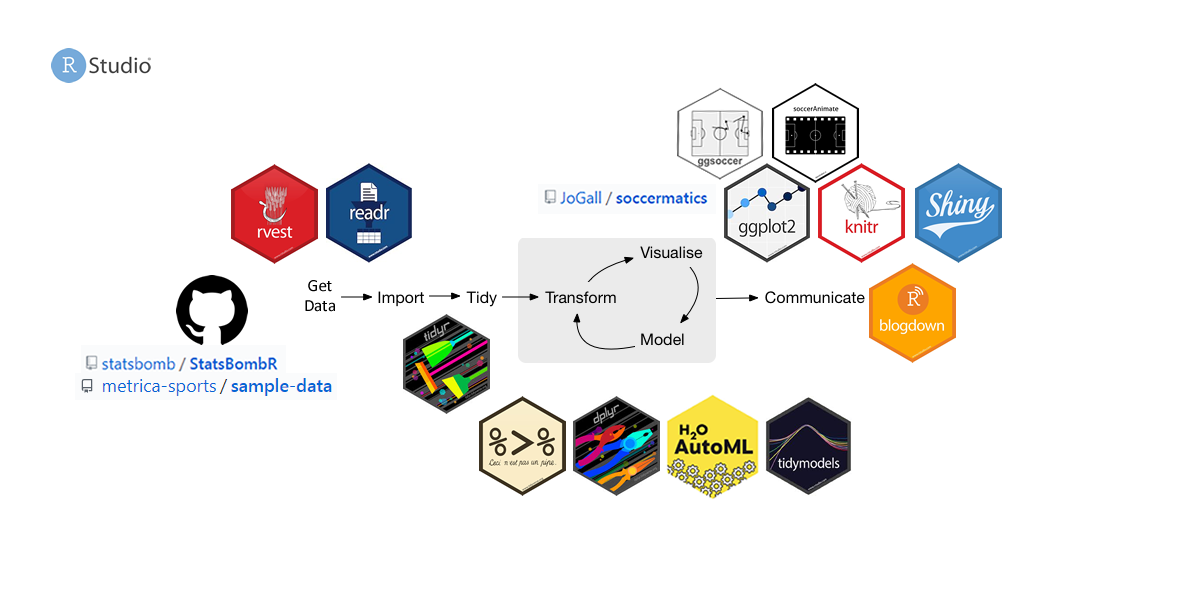 R Studio
soccerAnimate
ggsoccer
JoGall / soccermatics
rvest
readr
ggplot2
knitr
Shiny
Get
Data
Import
Tidy
Transform
Visualise
Model
Communicate
R
blogdown
statsbomb / StatsBombR
metrica-sports / sample-data
tidyr
%>%
Ceci n'est pas un pipe.
dplyr
H2O
AutoML
tidymodels